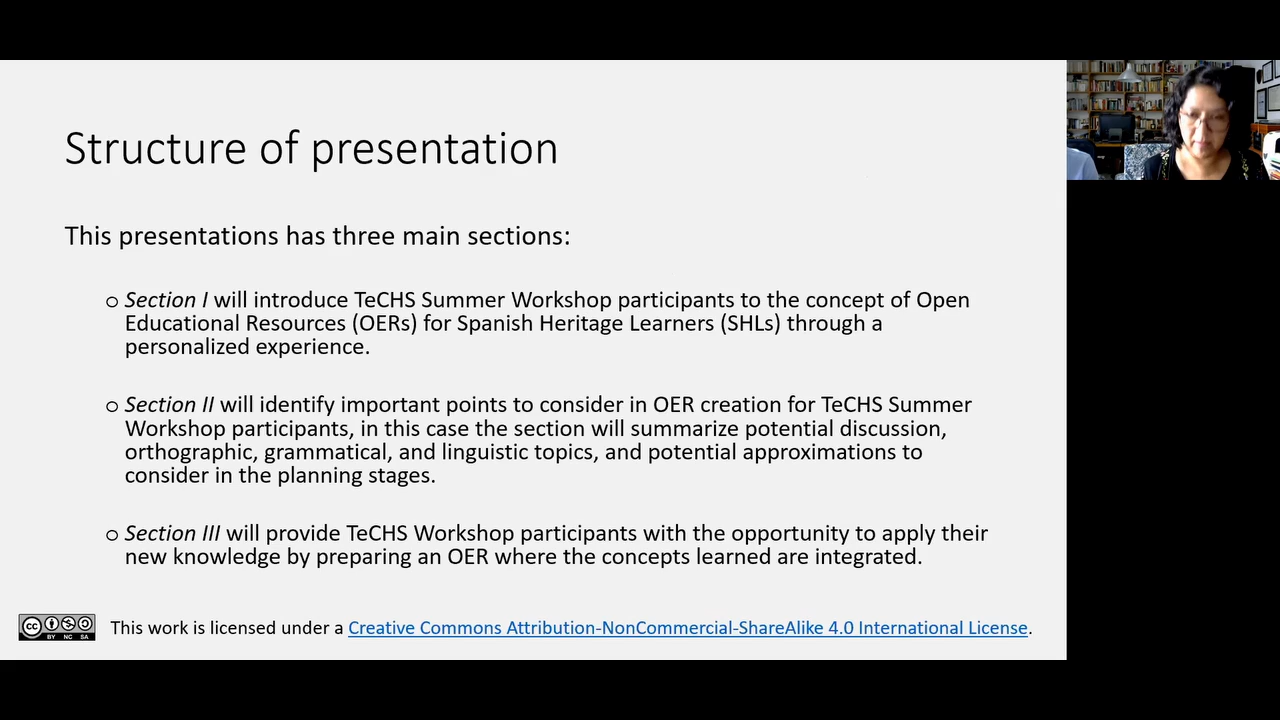 Structure of presentation
This presentations has three main sections:
o Section I will introduce TeCHS Summer Workshop participants to the concept of Open
Educational Resources (OERs) for Spanish Heritage Learners (SHLs) through a
personalized experience.
o Section II will identify important points to consider in OER creation for TeCHS Summer
Workshop participants, in this case the section will summarize potential discussion,
orthographic, grammatical, and linguistic topics, and potential approximations to
consider in the planning stages.
o Section III will provide TeCHS Workshop participants with the opportunity to apply their
new knowledge by preparing an OER where the concepts learned are integrated.
cc BY NC SA This work is licensed under a Creative Commons Attribution-NonCommercial-ShareAlike 4.0 International License.